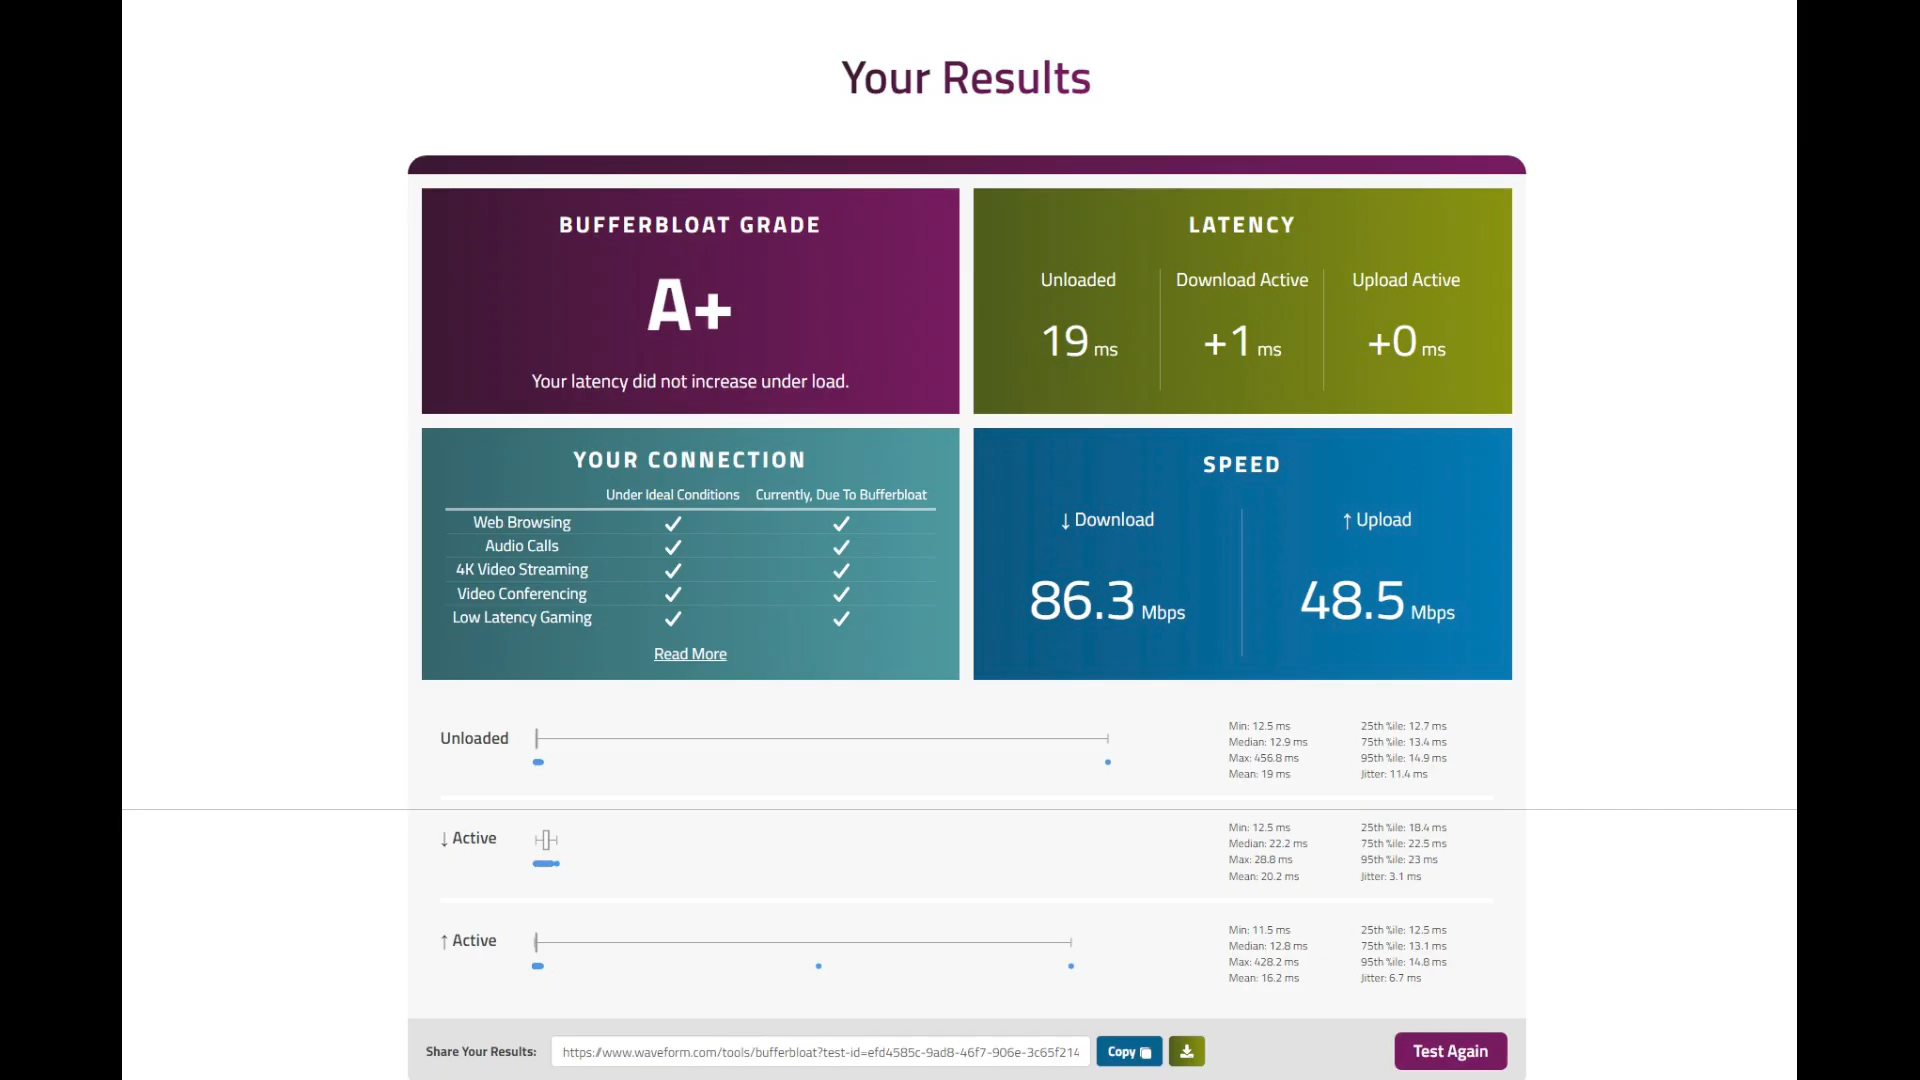 Your Results
BUFFERBLOAT GRADE
A+
Your latency did not increase under load.
LATENCY
Unloaded
19 ms
Download Active
+1 ms
Upload Active
+0 ms
YOUR CONNECTION
Under Ideal Conditions Currently, Due To Bufferbloat
Web Browsing
Audio Calls
4K Video Streaming
Video Conferencing
Low Latency Gaming
Read More
SPEED
↓ Download
86.3 Mbps
↑ Upload
48.5 Mbps
Unloaded
Min: 12.5 ms 25th %ile: 12.7 ms
Median: 12.9 ms 75th %ile: 13.4 ms
Max: 456.8 ms 95th %ile: 14.9 ms
Mean: 19 ms Jitter: 11.4 ms
↓ Active
Min: 12.5 ms 25th %ile: 18.4 ms
Median: 22.2 ms 75th %ile: 22.5 ms
Max: 28.8 ms 95th %ile: 23 ms
Mean: 20.2 ms Jitter: 3.1 ms
↑ Active
Min: 11.5 ms 25th %ile: 12.5 ms
Median: 12.8 ms 75th %ile: 13.1 ms
Max: 428.2 ms 95th %ile: 14.8 ms
Mean: 16.2 ms Jitter: 6.7 ms
Share Your Results: https://www.waveform.com/tools/bufferbloat?test-id=efd4585c-9ad8-46f7-906e-3c65f214 Copy Test Again